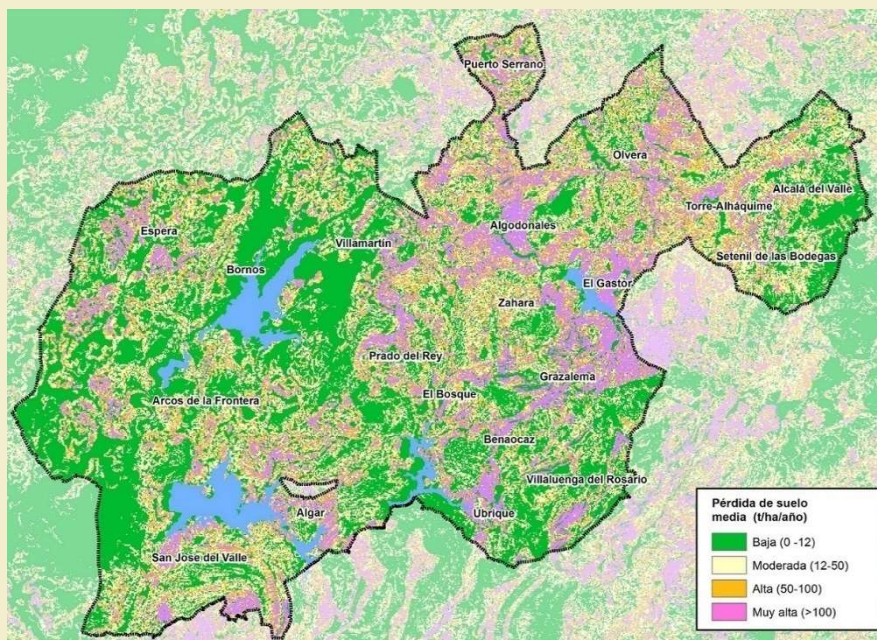 Puerto Serrano
Olvera
Alcalá del Valle
Torre-Alháquime
Espera
Algodonales
Villamartín
Setenil de las Bodegas
Bornos
El Gastor
Zahara
Prado del Rey
Grazalema
El Bosque
Arcos de la Frontera
Benaocaz
Villaluenga del Rosario
Algar
Úbrique
San José del Valle
Pérdida de suelo
media (t/ha/año)
Baja (0 -12)
Moderada (12-50)
Alta (50-100)
Muy alta (>100)